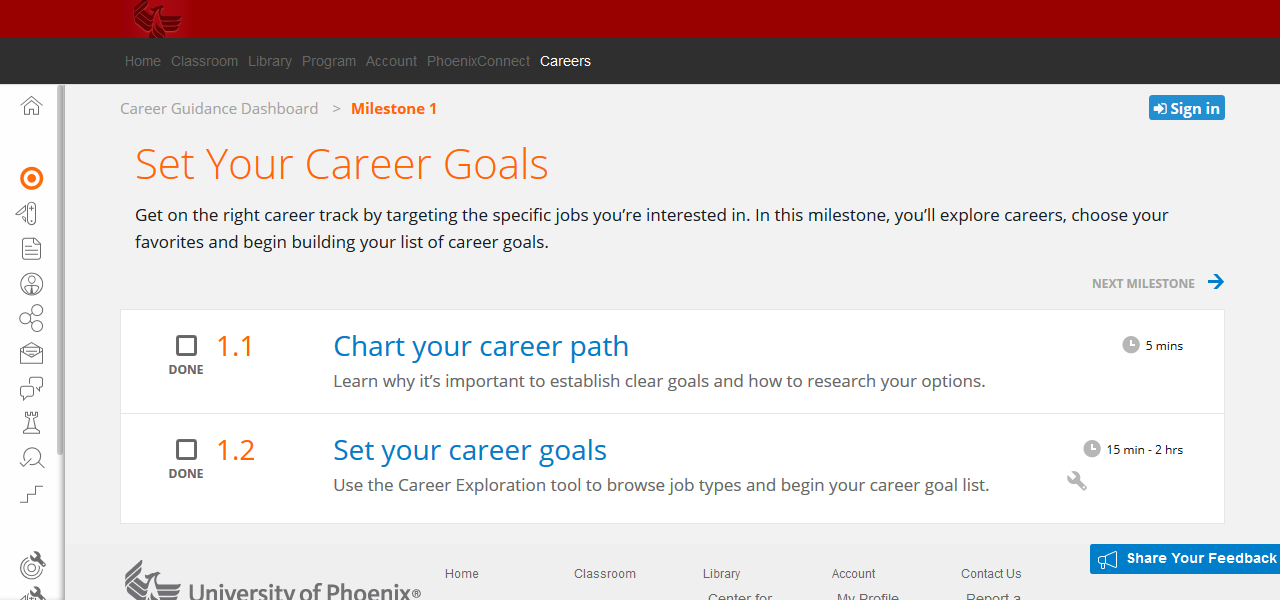 Home Classroom Library Program Account PhoenixConnect Careers
Career Guidance Dashboard > Milestone 1
Sign in
Set Your Career Goals
Get on the right career track by targeting the specific jobs you’re interested in. In this milestone, you’ll explore careers, choose your
favorites and begin building your list of career goals.
NEXT MILESTONE
1.1 Chart your career path 5 mins
DONE
Learn why it’s important to establish clear goals and how to research your options.
1.2 Set your career goals 15 min - 2 hrs
DONE
Use the Career Exploration tool to browse job types and begin your career goal list.
Share Your Feedback
Home Classroom Library Account Contact Us
University of Phoenix®
Center for My Profile Report a